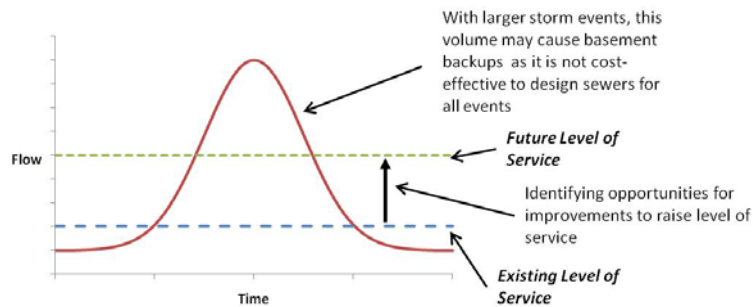 With larger storm events, this
volume may cause basement
backups as it is not cost-
effective to design sewers for
all events
Future Level of
Service
Flow
Identifying opportunities for
improvements to raise level of
service
Existing Level of
Service
Time